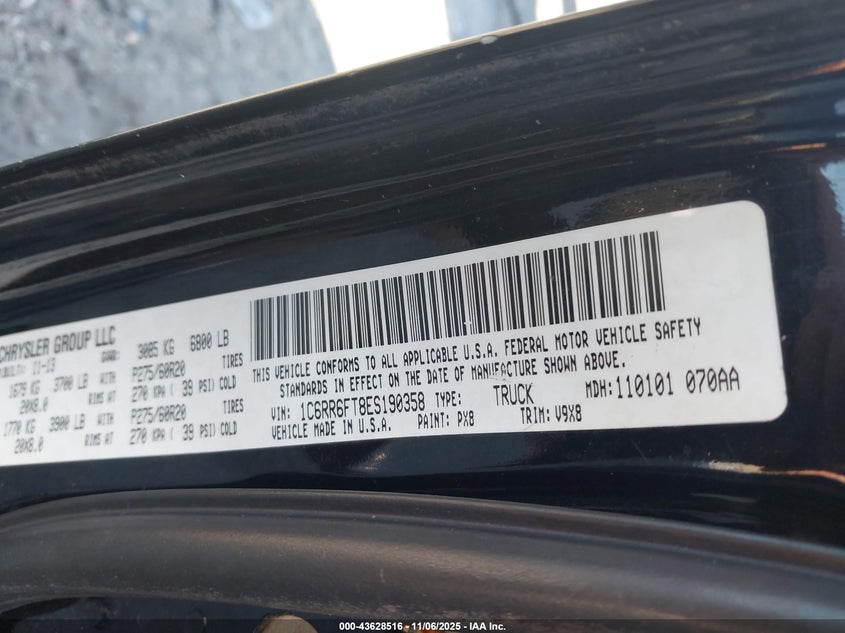 CHRYSLER GROUP LLC
BUILT: 11-13 GAWR: 3085 KG 6800 LB
1679 KG 3700 LB WITH P275/60R20 TIRES
20X8.0 RIMS AT 270 KPA ( 39 PSI) COLD
1770 KG 3900 LB WITH P275/60R20 TIRES
20X8.0 RIMS AT 270 KPA ( 39 PSI) COLD
THIS VEHICLE CONFORMS TO ALL APPLICABLE U.S.A. FEDERAL MOTOR VEHICLE SAFETY
STANDARDS IN EFFECT ON THE DATE OF MANUFACTURE SHOWN ABOVE.
VIN: 1C6RR6FT8ES190358 TYPE: TRUCK MDH:110101 070AA
VEHICLE MADE IN U.S.A. PAINT: PX8 TRIM: V9X8
000-43628516 - 11/06/2025 - IAA Inc.